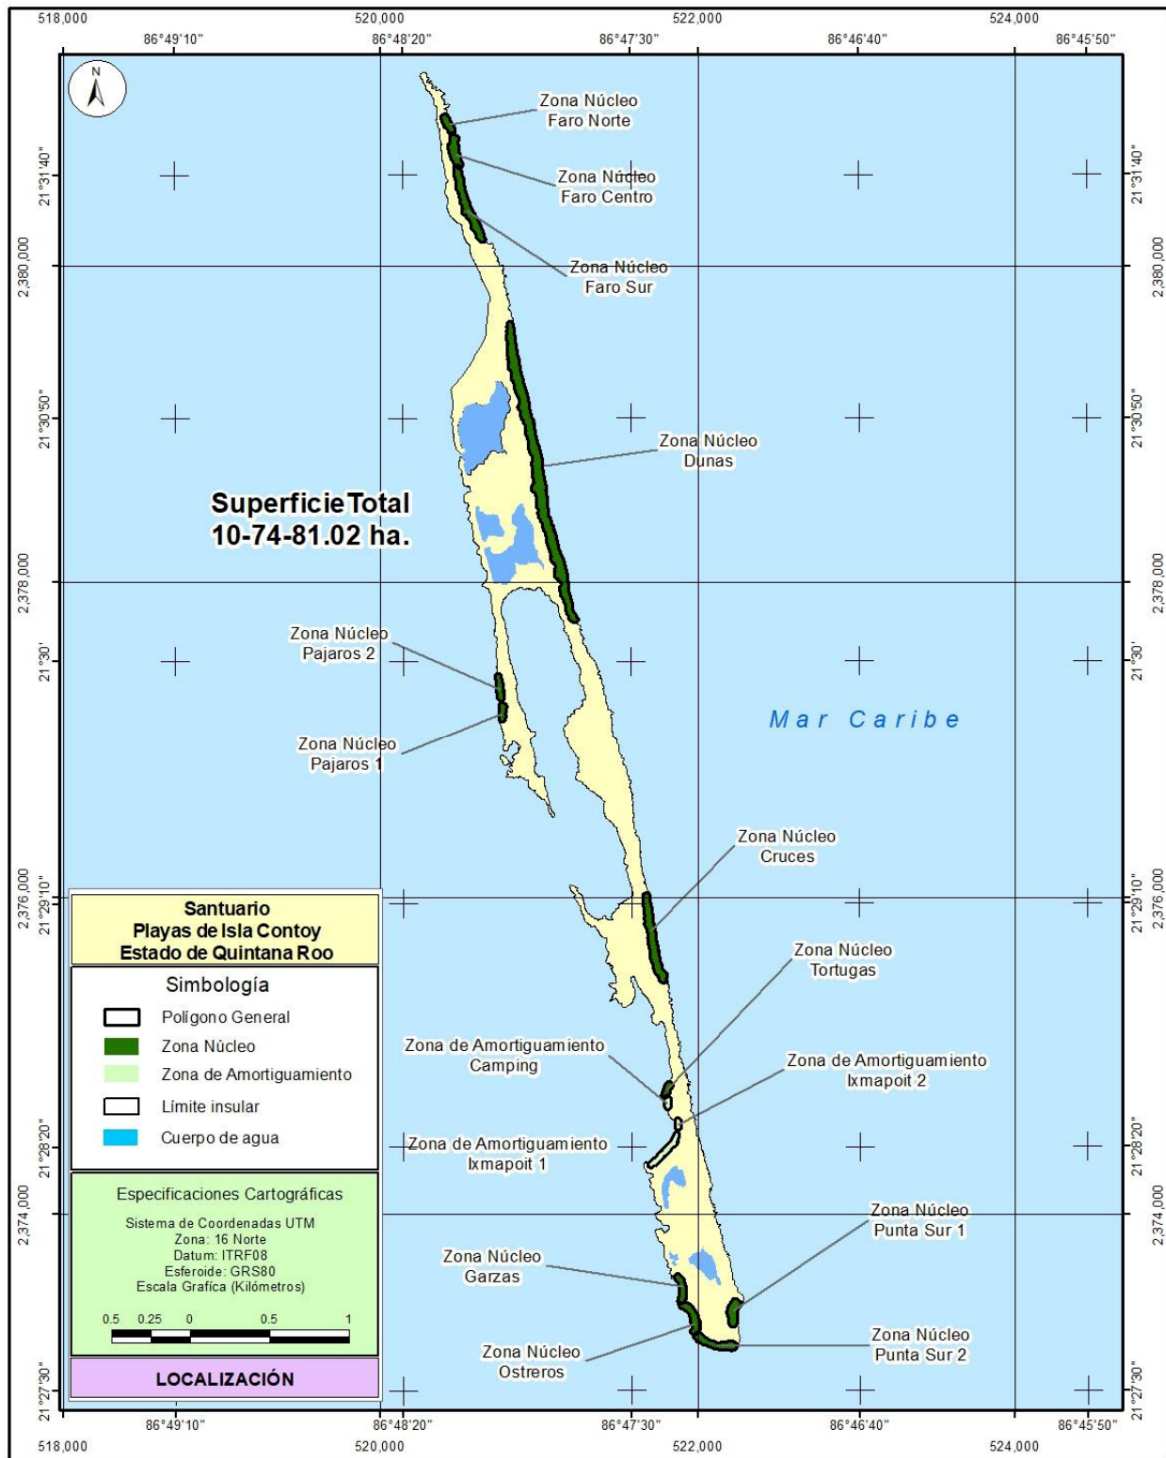 518,000 520,000 522,000 524,000
86°49'10" 86°48'20" 86°47'30" 86°46'40" 86°45'50"
N
Zona Núcleo
Faro Norte
21°31'40" 21°31'40"
Zona Núcleo
Faro Centro
2,380,000 2,380,000
Zona Núcleo
Faro Sur
21°30'50" 21°30'50"
Zona Núcleo
Dunas
SuperficieTotal
10-74-81.02 ha.
2,378,000 2,378,000
Zona Núcleo
Pajaros 2
21°30' 21°30'
Mar Caribe
Zona Núcleo
Pajaros 1
Zona Núcleo
Cruces
2,376,000 2,376,000
21°29'10" 21°29'10"
Zona Núcleo
Tortugas
Zona de Amortiguamiento
Camping
Zona de Amortiguamiento
Ixmapoit 2
Zona de Amortiguamiento
Ixmapoit 1
21°28'20" 21°28'20"
2,374,000 2,374,000
Zona Núcleo
Punta Sur 1
Zona Núcleo
Garzas
Zona Núcleo
Ostreros
Zona Núcleo
Punta Sur 2
21°27'30" 21°27'30"
Santuario
Playas de Isla Contoy
Estado de Quintana Roo
Simbología
Polígono General
Zona Núcleo
Zona de Amortiguamiento
Límite insular
Cuerpo de agua
Especificaciones Cartográficas
Sistema de Coordenadas UTM
Zona: 16 Norte
Datum: ITRF08
Esferoide: GRS80
Escala Grafíca (Kilómetros)
0.5 0.25 0 0.5 1
LOCALIZACIÓN
86°49'10" 86°48'20" 86°47'30" 86°46'40" 86°45'50"
518,000 520,000 522,000 524,000